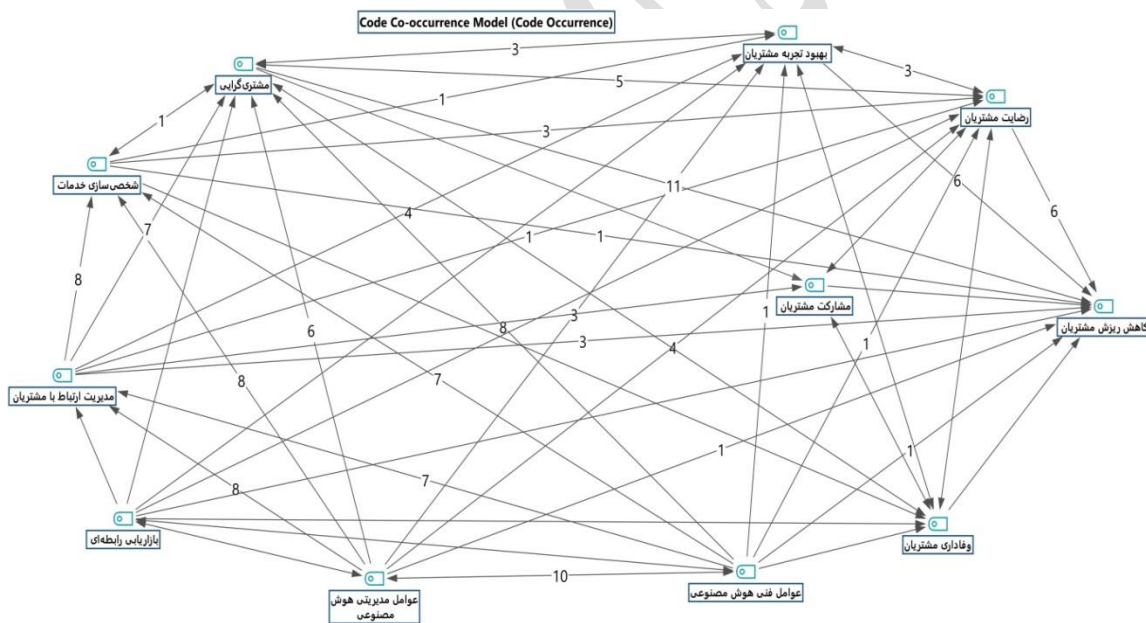 Code Co-occurrence Model (Code Occurrence)
بهبود تجربه مشتریان
3
مشتری‌گرایی
5
3
1
رضایت مشتریان
1
3
شخصی‌سازی خدمات
11
6
6
4
7
1
1
8
مشارکت مشتریان
3
1
کاهش ریزش مشتریان
6
8
3
1
4
مدیریت ارتباط با مشتریان
8
7
1
1
8
7
بازاریابی رابطه‌ای
وفاداری مشتریان
10
عوامل مدیریتی هوش
مصنوعی
عوامل فنی هوش مصنوعی